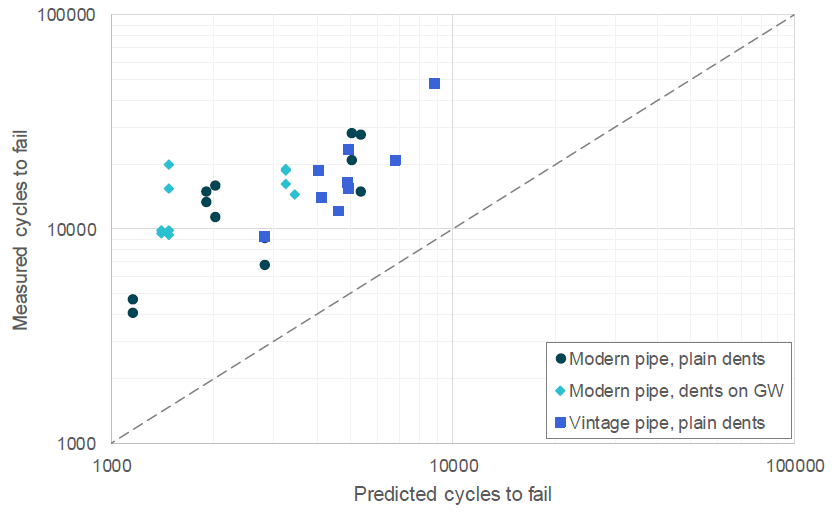 100000
10000
1000
Measured cycles to fail
Modern pipe, plain dents
Modern pipe, dents on GW
Vintage pipe, plain dents
1000
10000
100000
Predicted cycles to fail